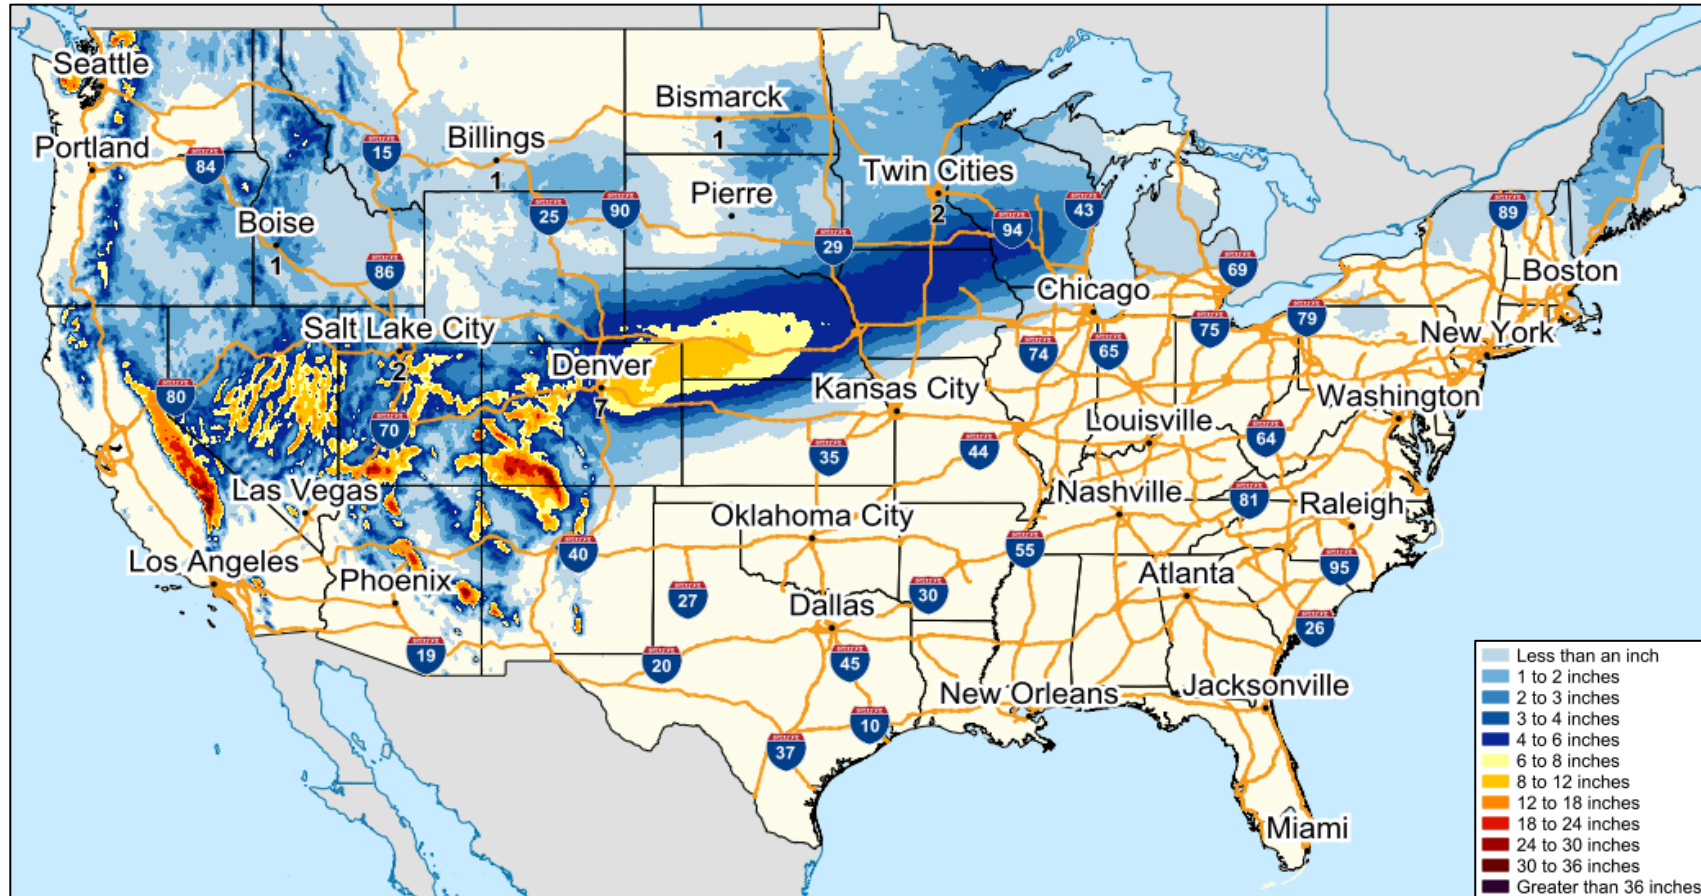 Seattle
Bismarck
1
Portland
84
15
Billings
1
Twin Cities
2
Pierre
25
90
43
94
89
Boise
1
86
29
69
Boston
Chicago
Salt Lake City
2
79
75
New York
74
65
Denver
7
80
Kansas City
Washington
70
Louisville
64
35
44
Las Vegas
Nashville
81
Raleigh
Oklahoma City
40
55
Los Angeles
Phoenix
Atlanta
95
27
Dallas
30
26
19
20
45
New Orleans
Jacksonville
10
37
Miami
Less than an inch
1 to 2 inches
2 to 3 inches
3 to 4 inches
4 to 6 inches
6 to 8 inches
8 to 12 inches
12 to 18 inches
18 to 24 inches
24 to 30 inches
30 to 36 inches
Greater than 36 inches